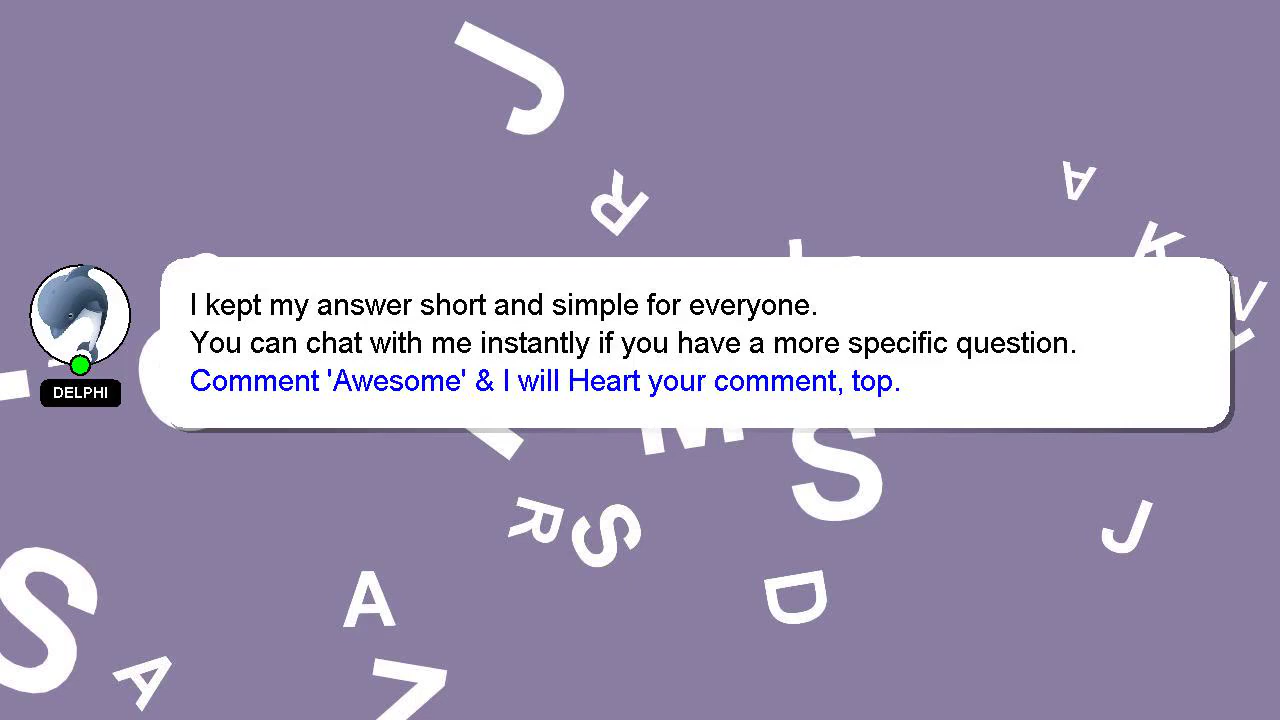 J
R
A
K
V
I kept my answer short and simple for everyone.
You can chat with me instantly if you have a more specific question.
Comment 'Awesome' & I will Heart your comment, top.
DELPHI
M
S
R
S
J
D
A
S
A
Z